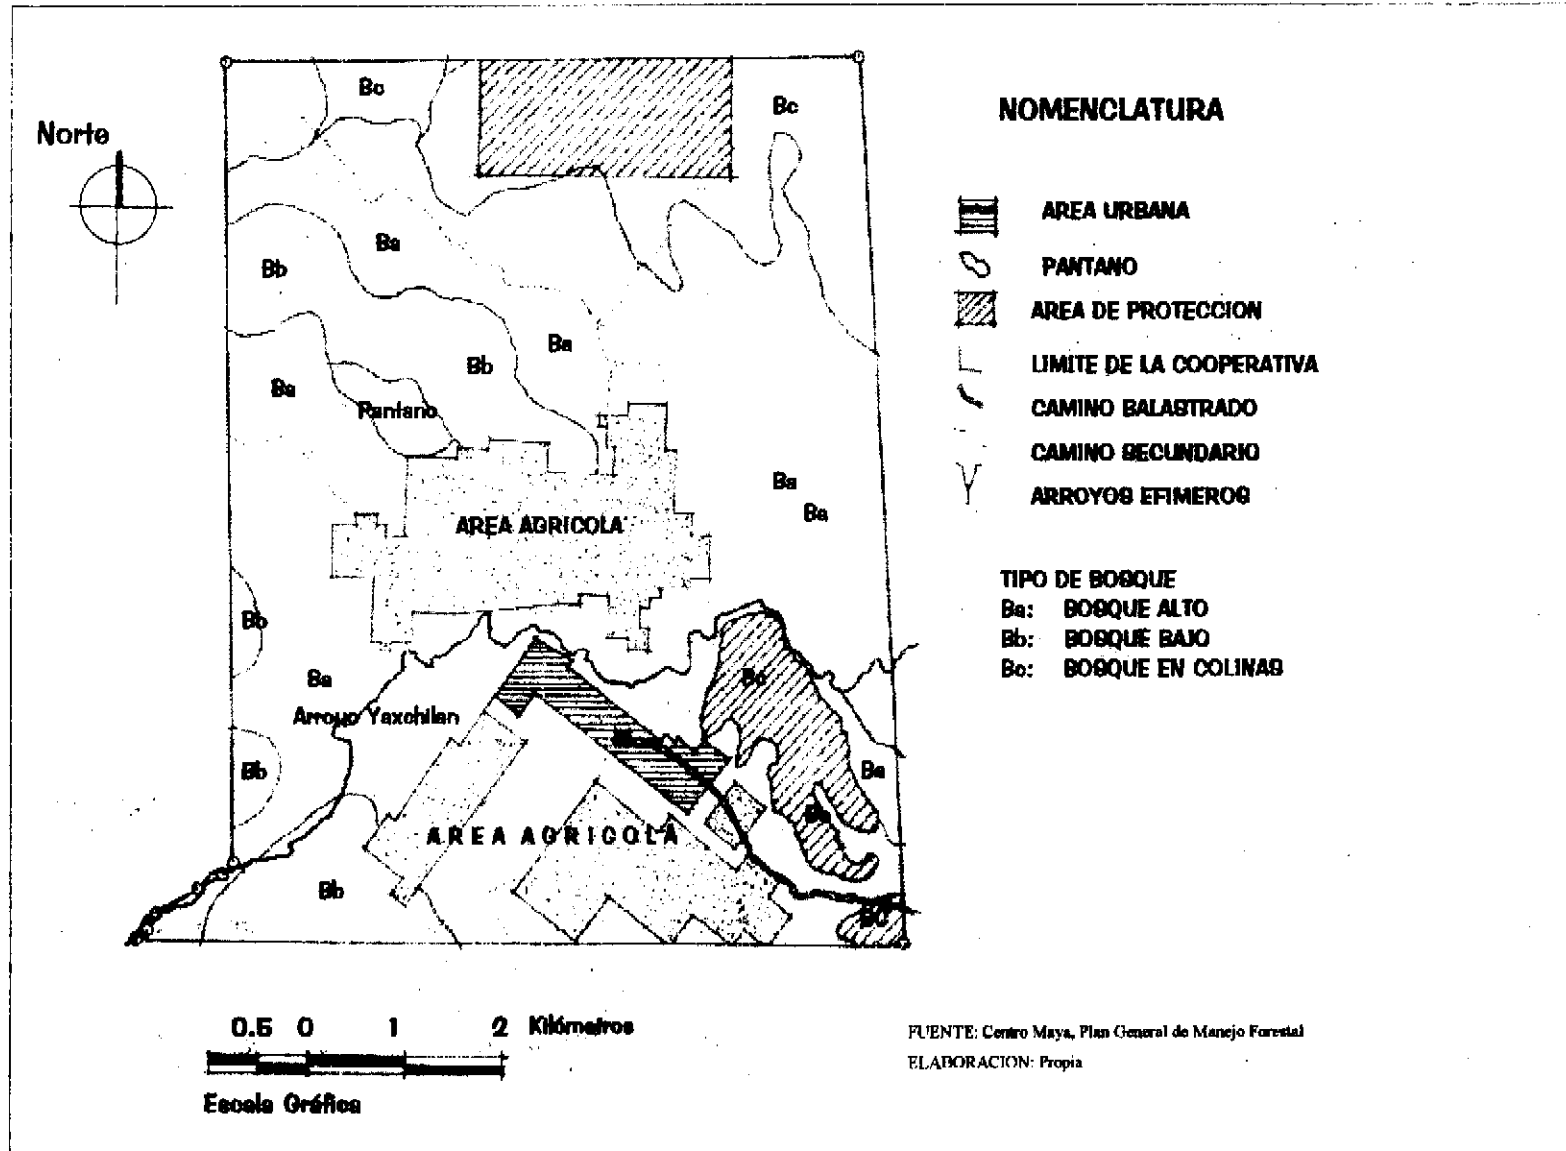 Norte
Bc
Bc
Ba
Bb
Ba
Bb
Ba
Pantano
Ba
Ba
AREA AGRICOLA
Bb
Ba
Bc
Arroyo Yaxchilan
Bb
Ba
AREA AGRICOLA
Bb
NOMENCLATURA
AREA URBANA
PANTANO
AREA DE PROTECCION
LIMITE DE LA COOPERATIVA
CAMINO BALASTRADO
CAMINO SECUNDARIO
ARROYOS EFIMEROS
TIPO DE BOSQUE
Ba: BOSQUE ALTO
Bb: BOSQUE BAJO
Bc: BOSQUE EN COLINAS
0.5 0 1 2 Kilómetros
Escala Gráfica
FUENTE: Centro Maya, Plan General de Manejo Forestal
ELABORACION: Propia